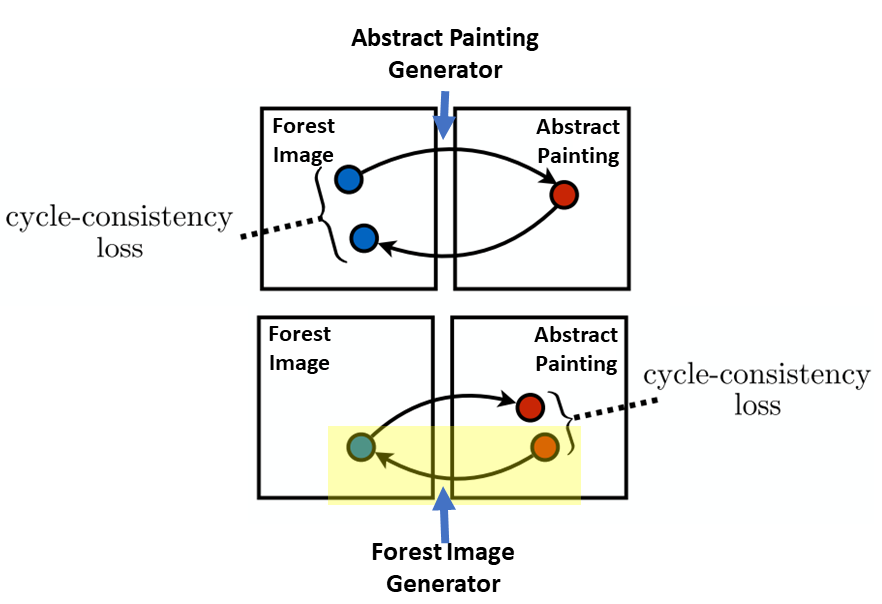 Abstract Painting
Generator
Forest
Image
Abstract
Painting
cycle-consistency
loss
Forest
Image
Abstract
Painting
cycle-consistency
loss
Forest Image
Generator